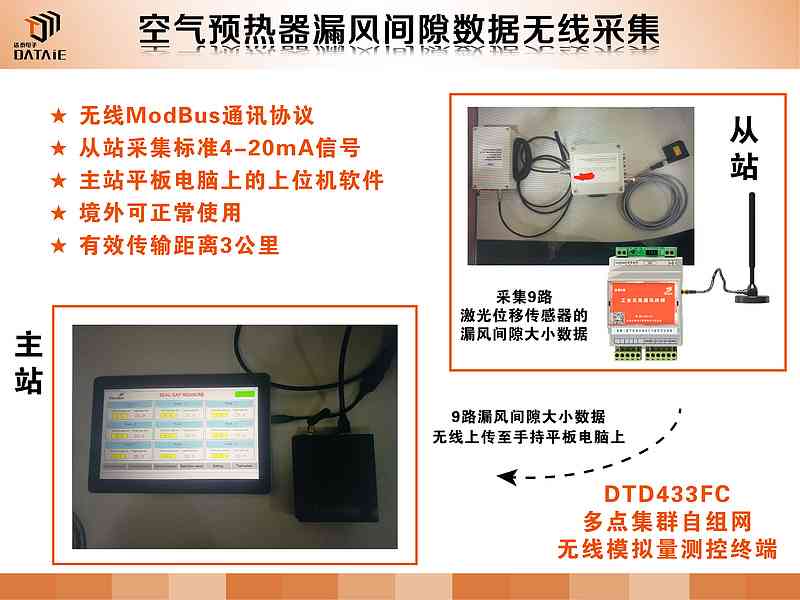 达泰电子
DATAIE
空气预热器漏风间隙数据无线采集
★ 无线ModBus通讯协议
★ 从站采集标准4-20mA信号
★ 主站平板电脑上的上位机软件
★ 境外可正常使用
★ 有效传输距离3公里
从站
采集9路
激光位移传感器的
漏风间隙大小数据
主站
SEAL GAP MEASURE
9路漏风间隙大小数据
无线上传至手持平板电脑上
DTD433FC
多点集群自组网
无线模拟量测控终端